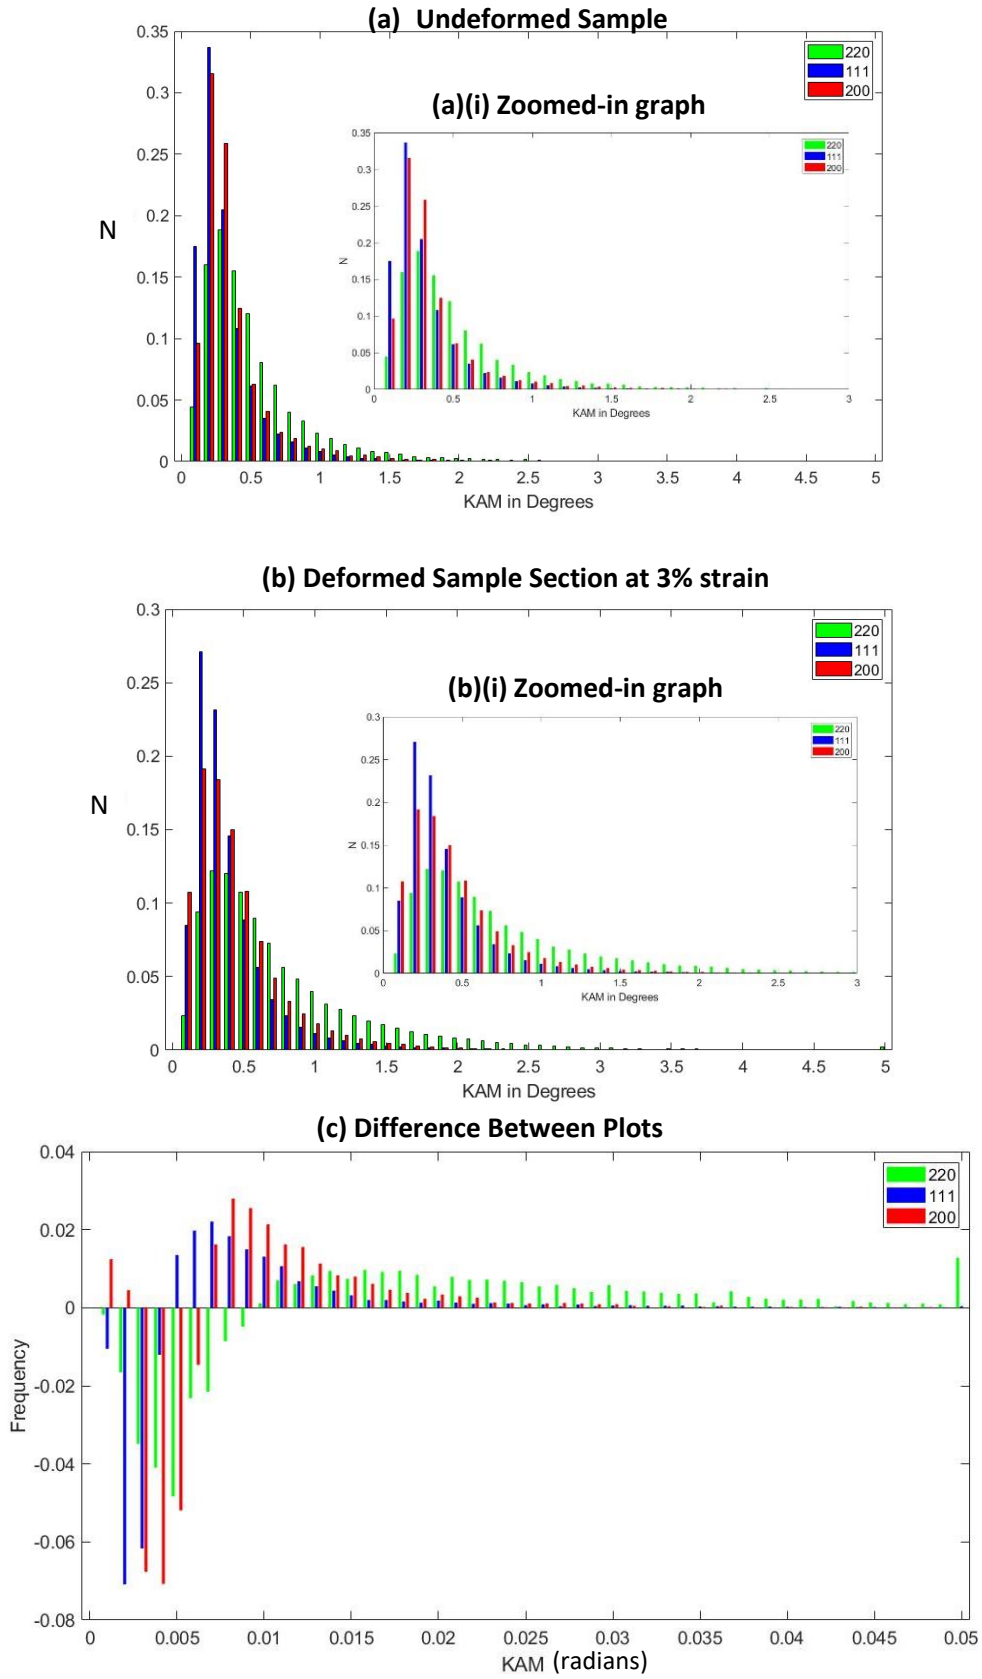 (a) Undeformed Sample
0.35
0.3
0.25
0.2
0.15
0.1
0.05
0
N
220
111
200
(a)(i) Zoomed-in graph
0.35
0.3
0.25
0.2
0.15
0.1
0.05
0
N
220
111
200
0 0.5 1 1.5 2 2.5 3
KAM in Degrees
0 0.5 1 1.5 2 2.5 3 3.5 4 4.5 5
KAM in Degrees
(b) Deformed Sample Section at 3% strain
0.3
0.25
0.2
0.15
0.1
0.05
0
N
220
111
200
(b)(i) Zoomed-in graph
0.3
0.25
0.2
0.15
0.1
0.05
0
N
220
111
200
0 0.5 1 1.5 2 2.5 3
KAM in Degrees
0 0.5 1 1.5 2 2.5 3 3.5 4 4.5 5
KAM in Degrees
(c) Difference Between Plots
0.04
0.02
0
-0.02
-0.04
-0.06
-0.08
Frequency
220
111
200
0 0.005 0.01 0.015 0.02 0.025 0.03 0.035 0.04 0.045 0.05
KAM (radians)